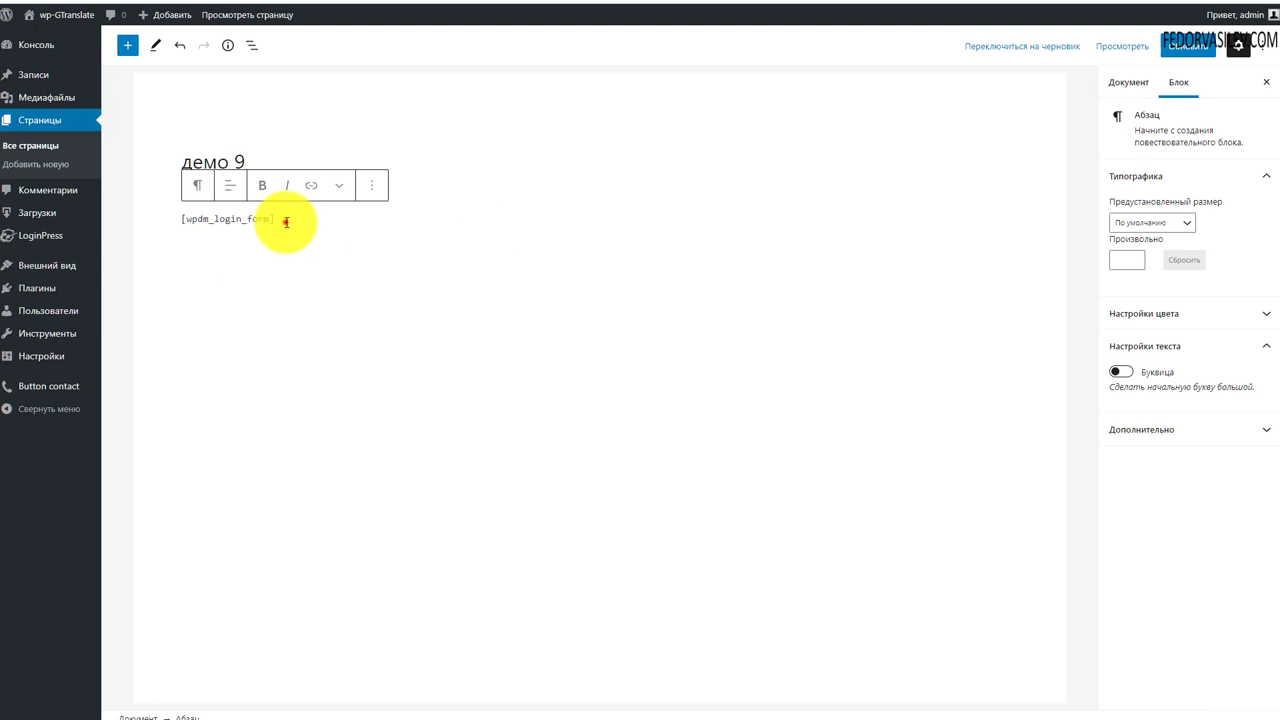 wp-GTranslate 0 Добавить Просмотреть страницу Привет, admin
FEDORVASILEV.COM
Переключиться на черновик Просмотреть
Консоль
Записи
Медиафайлы
Страницы
Все страницы
Добавить новую
Комментарии
Загрузки
LoginPress
Внешний вид
Плагины
Пользователи
Инструменты
Настройки
Button contact
Свернуть меню
демо 9
B I
[wpdm_login_form]
Документ Блок
Абзац
Начните с создания
повествовательного блока.
Типографика
Предустановленный размер
По умолчанию
Произвольно
Сбросить
Настройки цвета
Настройки текста
Буквица
Сделать начальную букву большой.
Дополнительно
Документ → Абзац